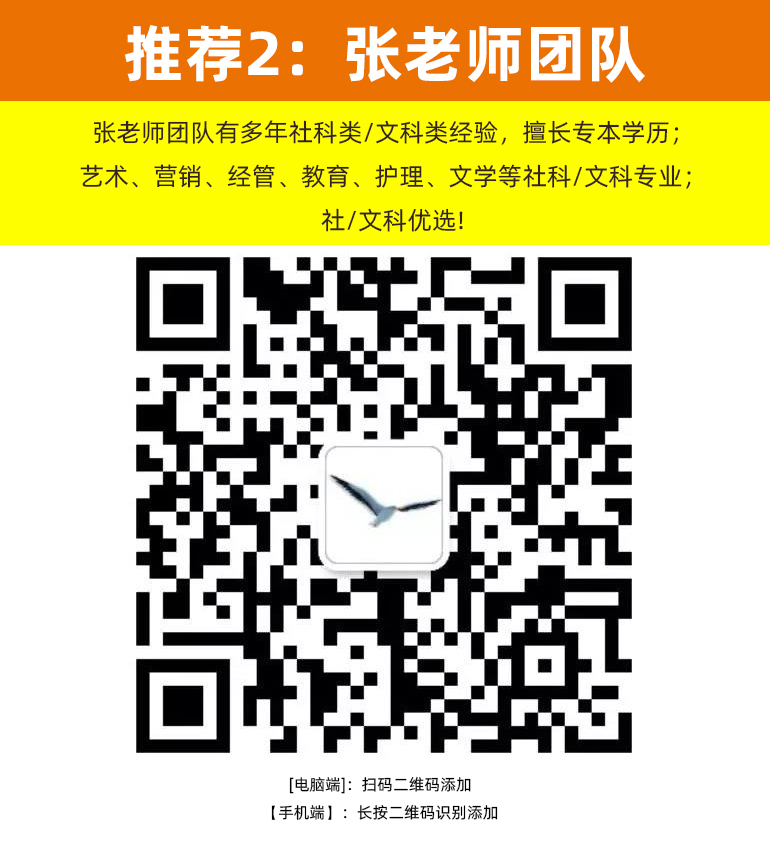 推荐2：张老师团队
张老师团队有多年社科类/文科类经验，擅长专本学历；
艺术、营销、经管、教育、护理、文学等社科/文科专业；
社/文科优选!
[电脑端]：扫码二维码添加
【手机端】：长按二维码识别添加